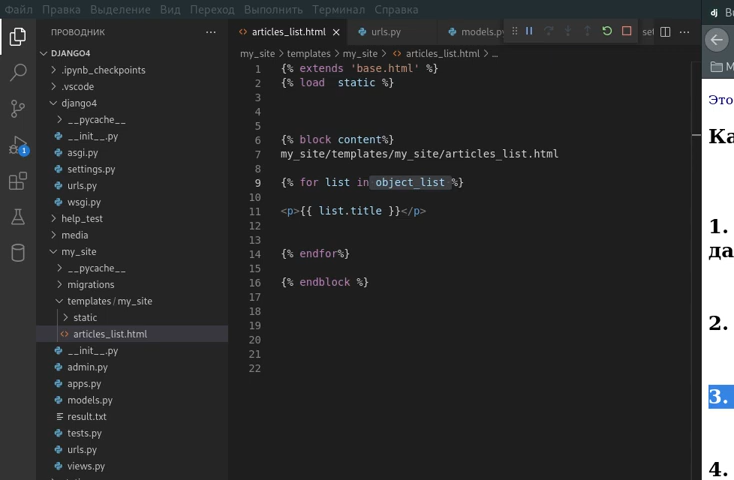 Файл Правка Выделение Вид Переход Выполнить Терминал Справка
ПРОВОДНИК
DJANGO4
.ipynb_checkpoints
.vscode
django4
__pycache__
__init__.py
asgi.py
settings.py
urls.py
wsgi.py
help_test
media
my_site
__pycache__
migrations
templates / my_site
static
articles_list.html
__init__.py
admin.py
apps.py
models.py
result.txt
tests.py
urls.py
views.py
1
articles_list.html
urls.py
models.py
set
my_site > templates > my_site > articles_list.html > ...
1 {% extends 'base.html' %}
2 {% load  static %}
3
4
5
6 {% block content%}
7 my_site/templates/my_site/articles_list.html
8
9 {% for list in object_list %}
10
11 <p>{{ list.title }}</p>
12
13
14 {% endfor%}
15
16 {% endblock %}
17
18
19
20
21
22
dj
Это
Ка
1.
да
2.
3.
4.